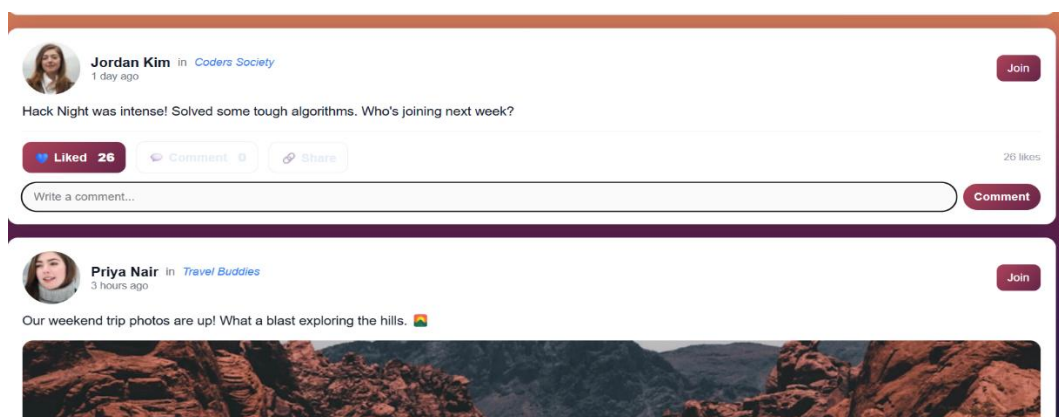 Jordan Kim in Coders Society
1 day ago
Join
Hack Night was intense! Solved some tough algorithms. Who's joining next week?
Liked 26
Comment 0
Share
26 likes
Write a comment...
Comment
Priya Nair in Travel Buddies
3 hours ago
Join
Our weekend trip photos are up! What a blast exploring the hills.